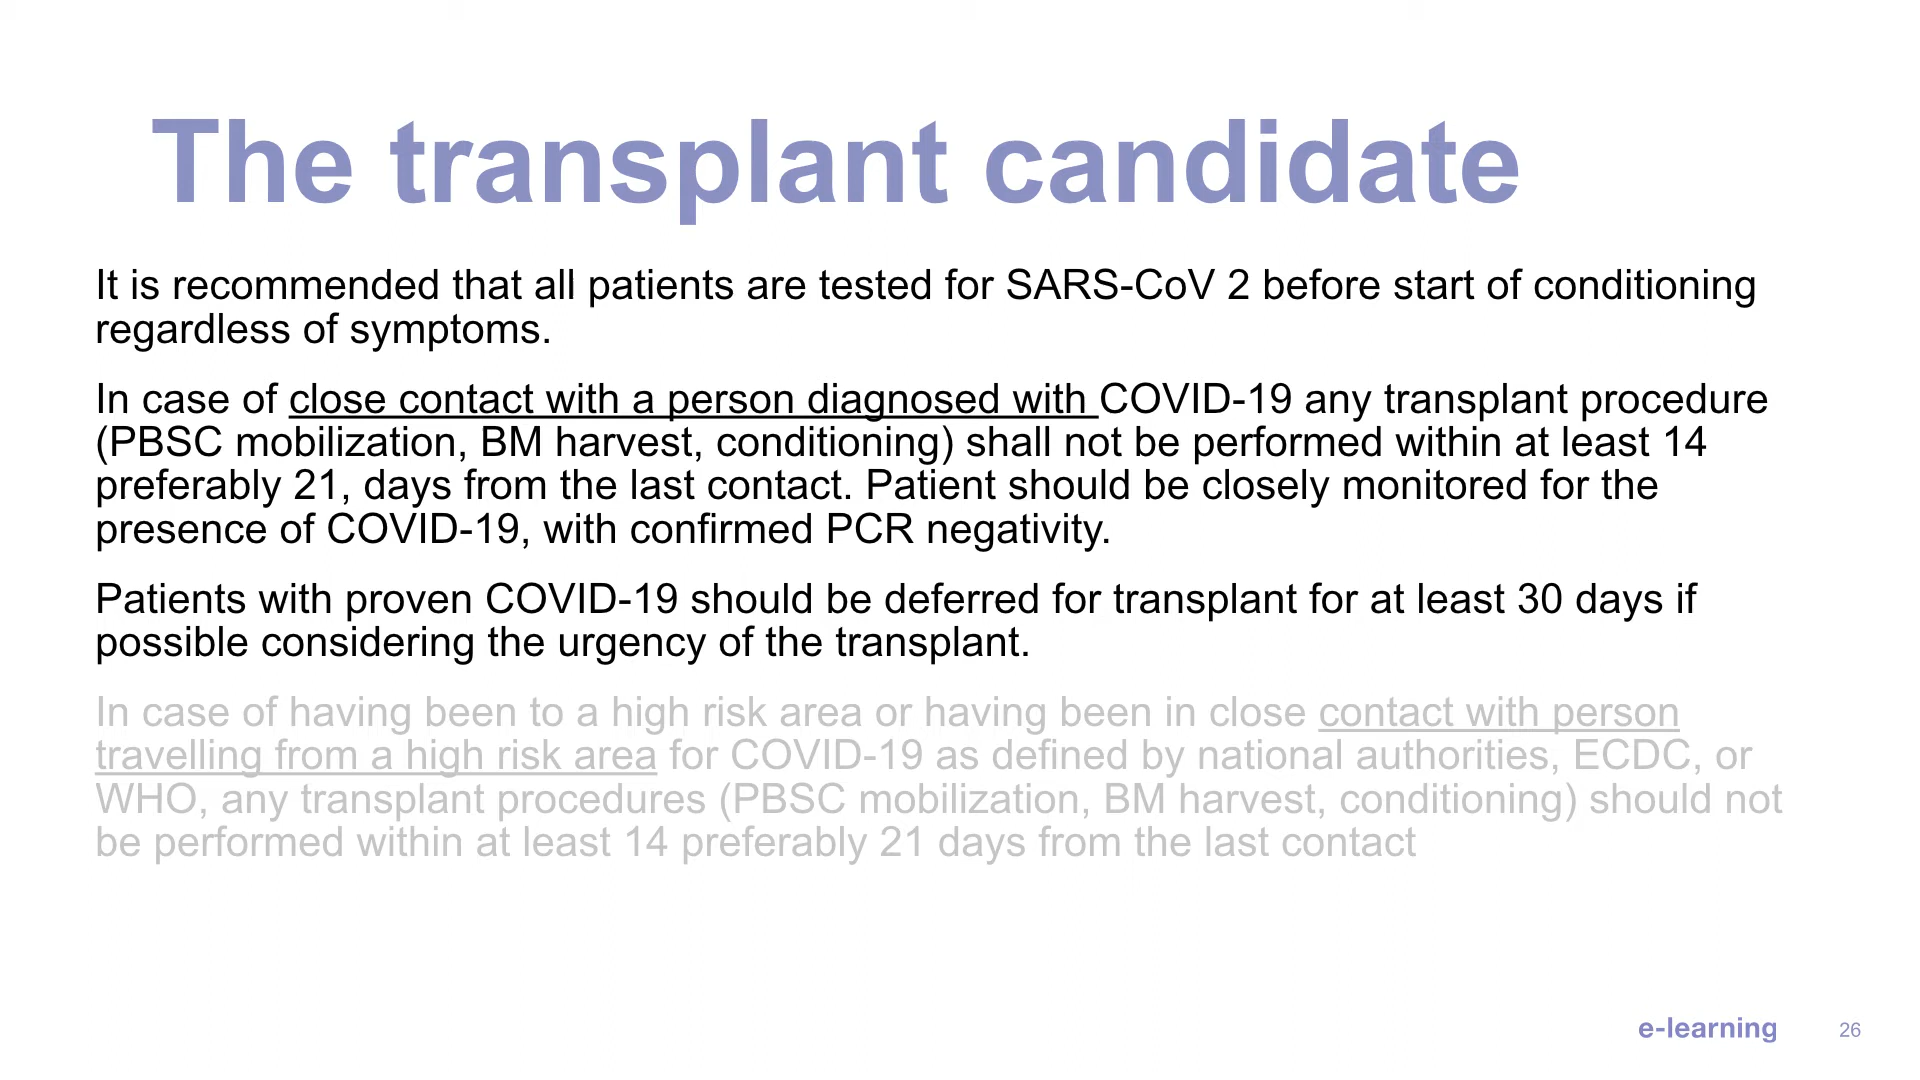 The transplant candidate
It is recommended that all patients are tested for SARS-CoV 2 before start of conditioning
regardless of symptoms.
In case of close contact with a person diagnosed with COVID-19 any transplant procedure
(PBSC mobilization, BM harvest, conditioning) shall not be performed within at least 14
preferably 21, days from the last contact. Patient should be closely monitored for the
presence of COVID-19, with confirmed PCR negativity.
Patients with proven COVID-19 should be deferred for transplant for at least 30 days if
possible considering the urgency of the transplant.
In case of having been to a high risk area or having been in close contact with person
travelling from a high risk area for COVID-19 as defined by national authorities, ECDC, or
WHO, any transplant procedures (PBSC mobilization, BM harvest, conditioning) should not
be performed within at least 14 preferably 21 days from the last contact
e-learning 26